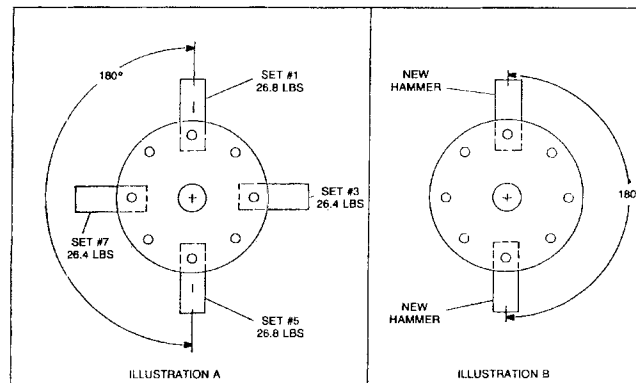 180°
SET #1
26.8 LBS
SET #3
26.4 LBS
SET #7
26.4 LBS
SET #5
26.8 LBS
ILLUSTRATION A
NEW
HAMMER
180
NEW
HAMMER
ILLUSTRATION B